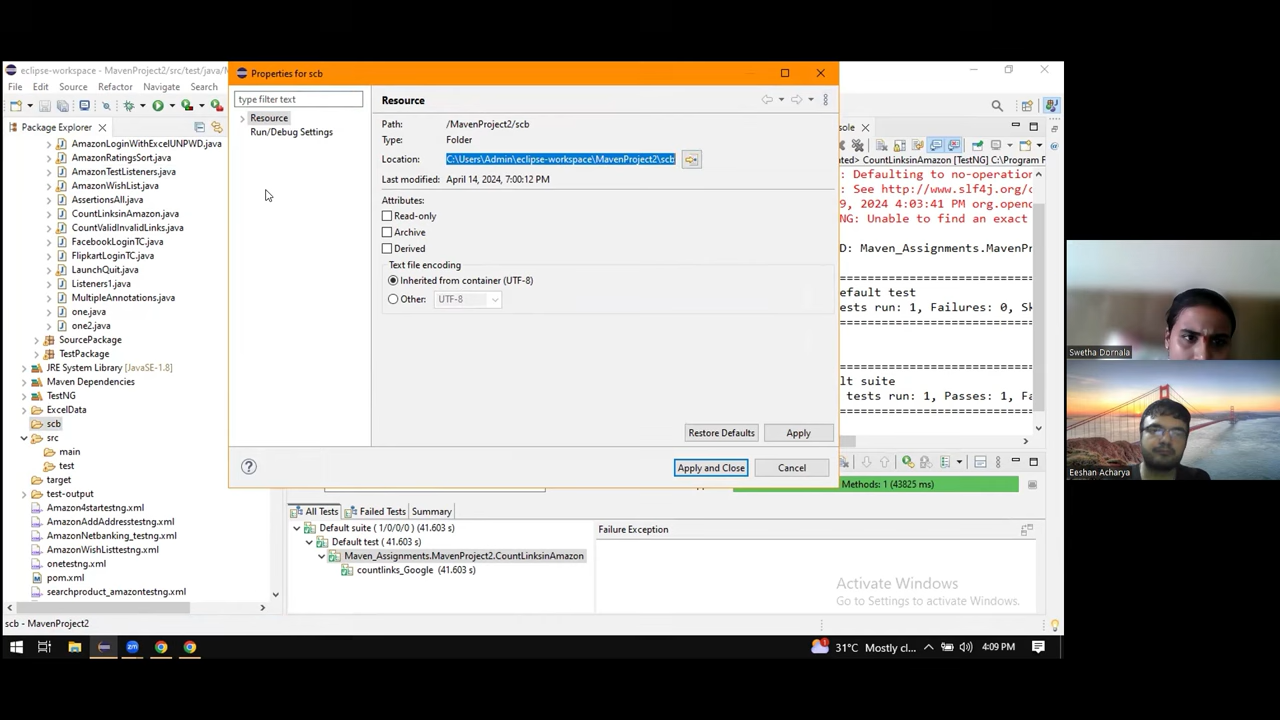 eclipse-workspace - MavenProject2/src/test/java/M
File Edit Source Refactor Navigate Search
Package Explorer
AmazonLoginWithExcelUNPWD.java
AmazonRatingsSort.java
AmazonTestListeners.java
AmazonWishList.java
AssertionsAll.java
CountLinksinAmazon.java
CountValidInvalidLinks.java
FacebookLoginTC.java
FlipkartLoginTC.java
LaunchQuit.java
Listeners1.java
MultipleAnnotations.java
one.java
one2.java
SourcePackage
TestPackage
JRE System Library [JavaSE-1.8]
Maven Dependencies
TestNG
ExcelData
scb
src
main
test
target
test-output
Amazon4startestng.xml
AmazonAddAddresstestng.xml
AmazonNetbanking_testng.xml
AmazonWishListtestng.xml
onetestng.xml
pom.xml
searchproduct_amazontestng.xml
scb - MavenProject2
Properties for scb
type filter text
Resource
Run/Debug Settings
Resource
Path: /MavenProject2/scb
Type: Folder
Location: C:\Users\Admin\eclipse-workspace\MavenProject2\scb
Last modified: April 14, 2024, 7:00:12 PM
Attributes:
Read-only
Archive
Derived
Text file encoding
Inherited from container (UTF-8)
Other: UTF-8
Restore Defaults Apply
Apply and Close Cancel
sole
ated> CountLinksinAmazon [TestNG] C:\Program F
: Defaulting to no-operation
: See http://www.slf4j.org/c
9, 2024 4:03:41 PM org.openc
NG: Unable to find an exact
D: Maven_Assignments.MavenPr
efault test
ests run: 1, Failures: 0, Sk
lt suite
tests run: 1, Passes: 1, Fa
Methods: 1 (43825 ms)
All Tests Failed Tests Summary
Default suite ( 1/0/0/0 ) (41.603 s)
Default test ( 41.603 s)
Maven_Assignments.MavenProject2.CountLinksinAmazon
countlinks_Google (41.603 s)
Failure Exception
Activate Windows
Go to Settings to activate Windows.
31°C Mostly cl... 4:09 PM
Swetha Dornala
Eeshan Acharya